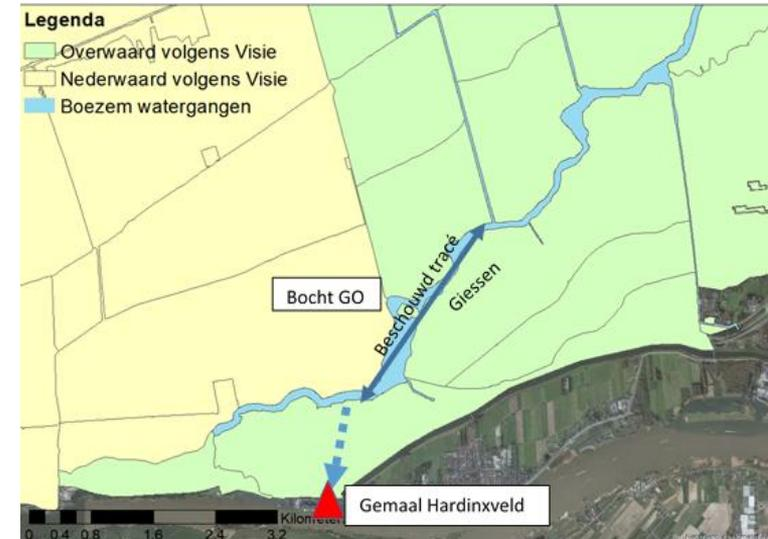 Legenda
Overwaard volgens Visie
Nederwaard volgens Visie
Boezem watergangen
Beschouwd tracé
Giessen
Bocht GO
Gemaal Hardinxveld
Kilometer
0 0.4 0.8 1.6 2.4 3.2